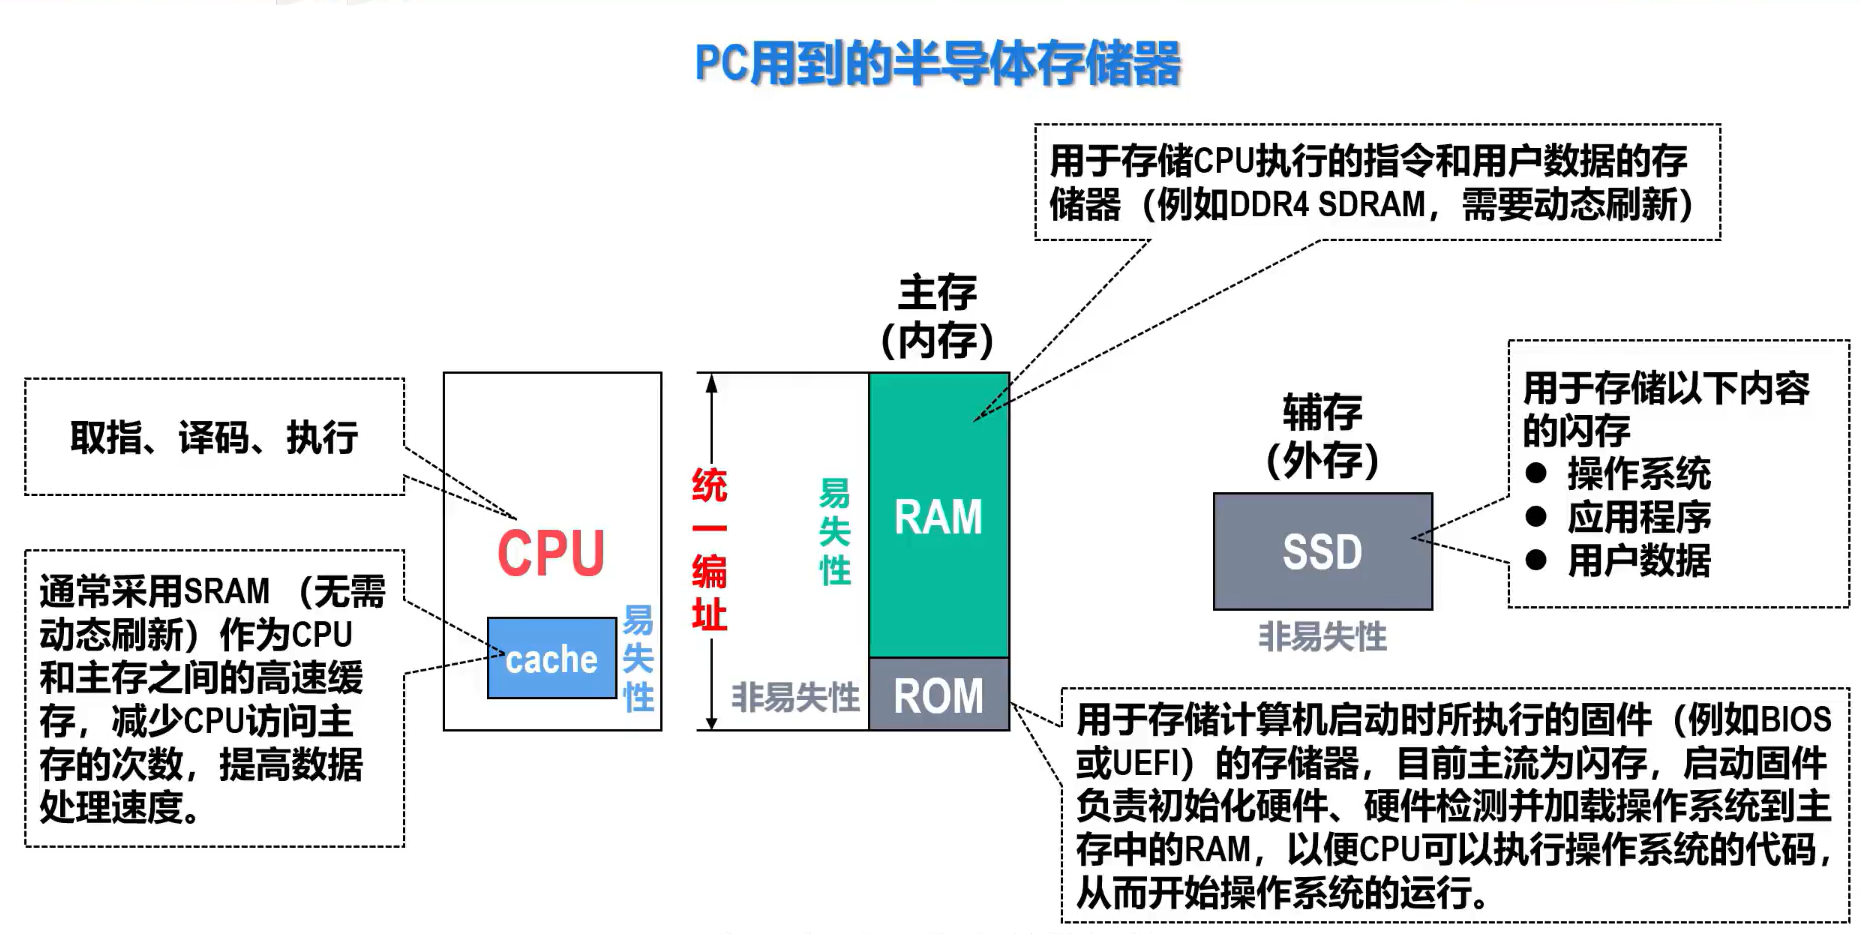 PC用到的半导体存储器
用于存储CPU执行的指令和用户数据的存
储器（例如DDR4 SDRAM，需要动态刷新）
主存
（内存）
取指、译码、执行
CPU
通常采用SRAM （无需
动态刷新）作为CPU
和主存之间的高速缓
存，减少CPU访问主
存的次数，提高数据
处理速度。
cache
易失性
统一编址
易失性
RAM
非易失性
ROM
辅存
（外存）
SSD
非易失性
用于存储以下内容
的闪存
● 操作系统
● 应用程序
● 用户数据
用于存储计算机启动时所执行的固件（例如BIOS
或UEFI）的存储器，目前主流为闪存，启动固件
负责初始化硬件、硬件检测并加载操作系统到主
存中的RAM，以便CPU可以执行操作系统的代码，
从而开始操作系统的运行。